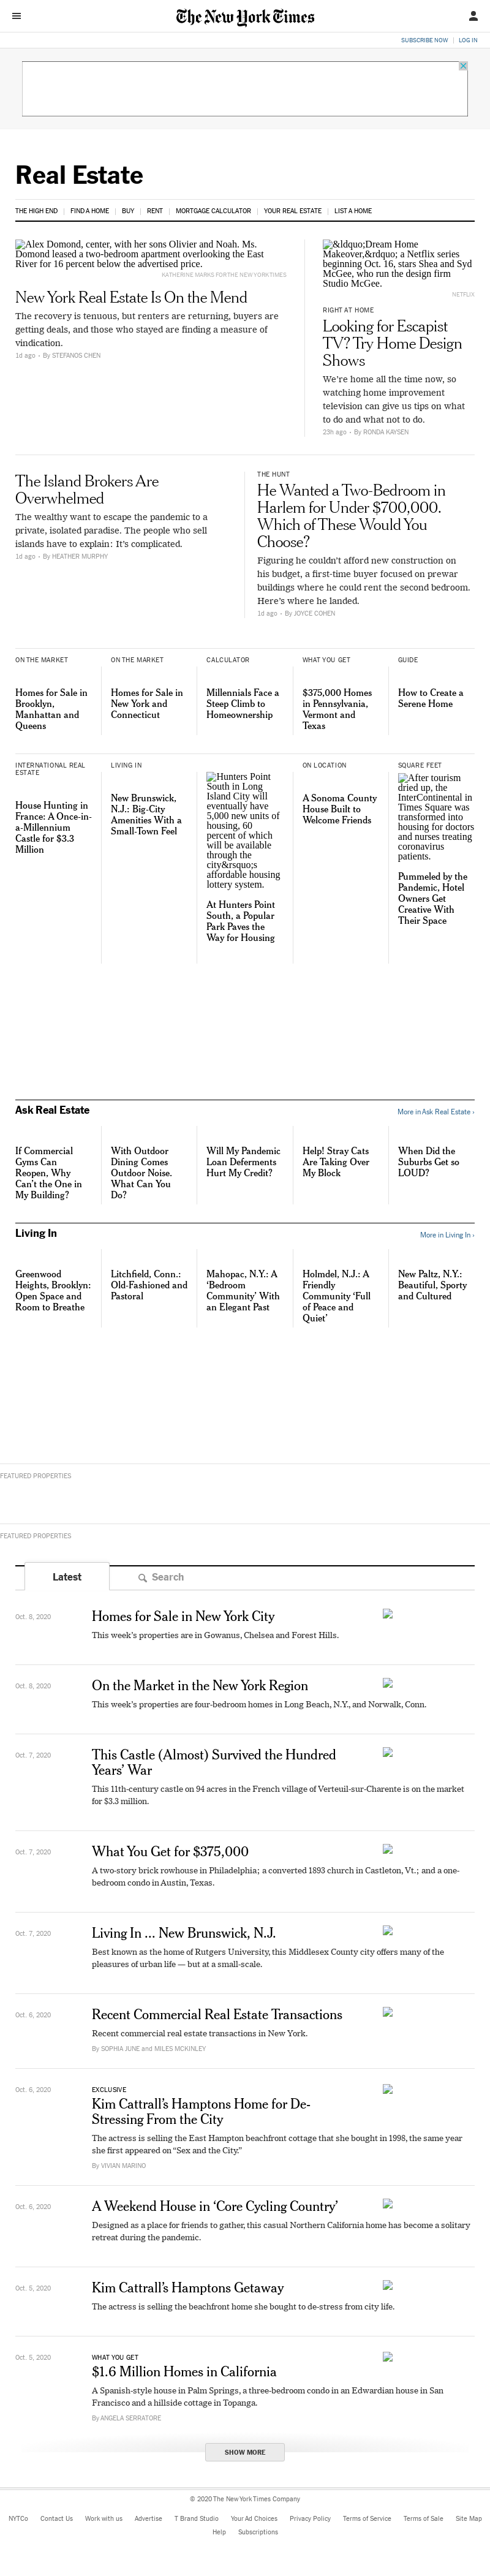 The New York Times
SUBSCRIBE NOW | LOG IN
Real Estate
THE HIGH END | FIND A HOME | BUY | RENT | MORTGAGE CALCULATOR | YOUR REAL ESTATE | LIST A HOME
Alex Domond, center, with her sons Olivier and Noah. Ms.
Domond leased a two-bedroom apartment overlooking the East
River for 16 percent below the advertised price.
KATHERINE MARKS FOR THE NEW YORK TIMES
New York Real Estate Is On the Mend
The recovery is tenuous, but renters are returning, buyers are
getting deals, and those who stayed are finding a measure of
vindication.
1d ago • By STEFANOS CHEN
&ldquo;Dream Home
Makeover,&rdquo; a Netflix series
beginning Oct. 16, stars Shea and Syd
McGee, who run the design firm
Studio McGee.
NETFLIX
RIGHT AT HOME
Looking for Escapist
TV? Try Home Design
Shows
We're home all the time now, so
watching home improvement
television can give us tips on what
to do and what not to do.
23h ago • By RONDA KAYSEN
The Island Brokers Are
Overwhelmed
The wealthy want to escape the pandemic to a
private, isolated paradise. The people who sell
islands have to explain: It's complicated.
1d ago • By HEATHER MURPHY
THE HUNT
He Wanted a Two-Bedroom in
Harlem for Under $700,000.
Which of These Would You
Choose?
Figuring he couldn't afford new construction on
his budget, a first-time buyer focused on prewar
buildings where he could rent the second bedroom.
Here's where he landed.
1d ago • By JOYCE COHEN
ON THE MARKET
Homes for Sale in
Brooklyn,
Manhattan and
Queens
ON THE MARKET
Homes for Sale in
New York and
Connecticut
CALCULATOR
Millennials Face a
Steep Climb to
Homeownership
WHAT YOU GET
$375,000 Homes
in Pennsylvania,
Vermont and
Texas
GUIDE
How to Create a
Serene Home
INTERNATIONAL REAL
ESTATE
House Hunting in
France: A Once-in-
a-Millennium
Castle for $3.3
Million
LIVING IN
New Brunswick,
N.J.: Big-City
Amenities With a
Small-Town Feel
Hunters Point
South in Long
Island City will
eventually have
5,000 new units of
housing, 60
percent of which
will be available
through the
city&rsquo;s
affordable housing
lottery system.
At Hunters Point
South, a Popular
Park Paves the
Way for Housing
ON LOCATION
A Sonoma County
House Built to
Welcome Friends
SQUARE FEET
After tourism
dried up, the
InterContinental in
Times Square was
transformed into
housing for doctors
and nurses treating
coronavirus
patients.
Pummeled by the
Pandemic, Hotel
Owners Get
Creative With
Their Space
Ask Real Estate
More in Ask Real Estate ›
If Commercial
Gyms Can
Reopen, Why
Can't the One in
My Building?
With Outdoor
Dining Comes
Outdoor Noise.
What Can You
Do?
Will My Pandemic
Loan Deferments
Hurt My Credit?
Help! Stray Cats
Are Taking Over
My Block
When Did the
Suburbs Get so
LOUD?
Living In
More in Living In ›
Greenwood
Heights, Brooklyn:
Open Space and
Room to Breathe
Litchfield, Conn.:
Old-Fashioned and
Pastoral
Mahopac, N.Y.: A
‘Bedroom
Community’ With
an Elegant Past
Holmdel, N.J.: A
Friendly
Community ‘Full
of Peace and
Quiet’
New Paltz, N.Y.:
Beautiful, Sporty
and Cultured
FEATURED PROPERTIES
FEATURED PROPERTIES
Latest
Search
Oct. 8, 2020
Homes for Sale in New York City
This week's properties are in Gowanus, Chelsea and Forest Hills.
Oct. 8, 2020
On the Market in the New York Region
This week's properties are four-bedroom homes in Long Beach, N.Y., and Norwalk, Conn.
Oct. 7, 2020
This Castle (Almost) Survived the Hundred
Years’ War
This 11th-century castle on 94 acres in the French village of Verteuil-sur-Charente is on the market
for $3.3 million.
Oct. 7, 2020
What You Get for $375,000
A two-story brick rowhouse in Philadelphia; a converted 1893 church in Castleton, Vt.; and a one-
bedroom condo in Austin, Texas.
Oct. 7, 2020
Living In ... New Brunswick, N.J.
Best known as the home of Rutgers University, this Middlesex County city offers many of the
pleasures of urban life — but at a small-scale.
Oct. 6, 2020
Recent Commercial Real Estate Transactions
Recent commercial real estate transactions in New York.
By SOPHIA JUNE and MILES MCKINLEY
Oct. 6, 2020
EXCLUSIVE
Kim Cattrall’s Hamptons Home for De-
Stressing From the City
The actress is selling the East Hampton beachfront cottage that she bought in 1998, the same year
she first appeared on “Sex and the City.”
By VIVIAN MARINO
Oct. 6, 2020
A Weekend House in ‘Core Cycling Country’
Designed as a place for friends to gather, this casual Northern California home has become a solitary
retreat during the pandemic.
Oct. 5, 2020
Kim Cattrall’s Hamptons Getaway
The actress is selling the beachfront home she bought to de-stress from city life.
Oct. 5, 2020
WHAT YOU GET
$1.6 Million Homes in California
A Spanish-style house in Palm Springs, a three-bedroom condo in an Edwardian house in San
Francisco and a hillside cottage in Topanga.
By ANGELA SERRATORE
SHOW MORE
© 2020 The New York Times Company
NYTCo Contact Us Work with us Advertise T Brand Studio Your Ad Choices Privacy Policy Terms of Service Terms of Sale Site Map
Help Subscriptions